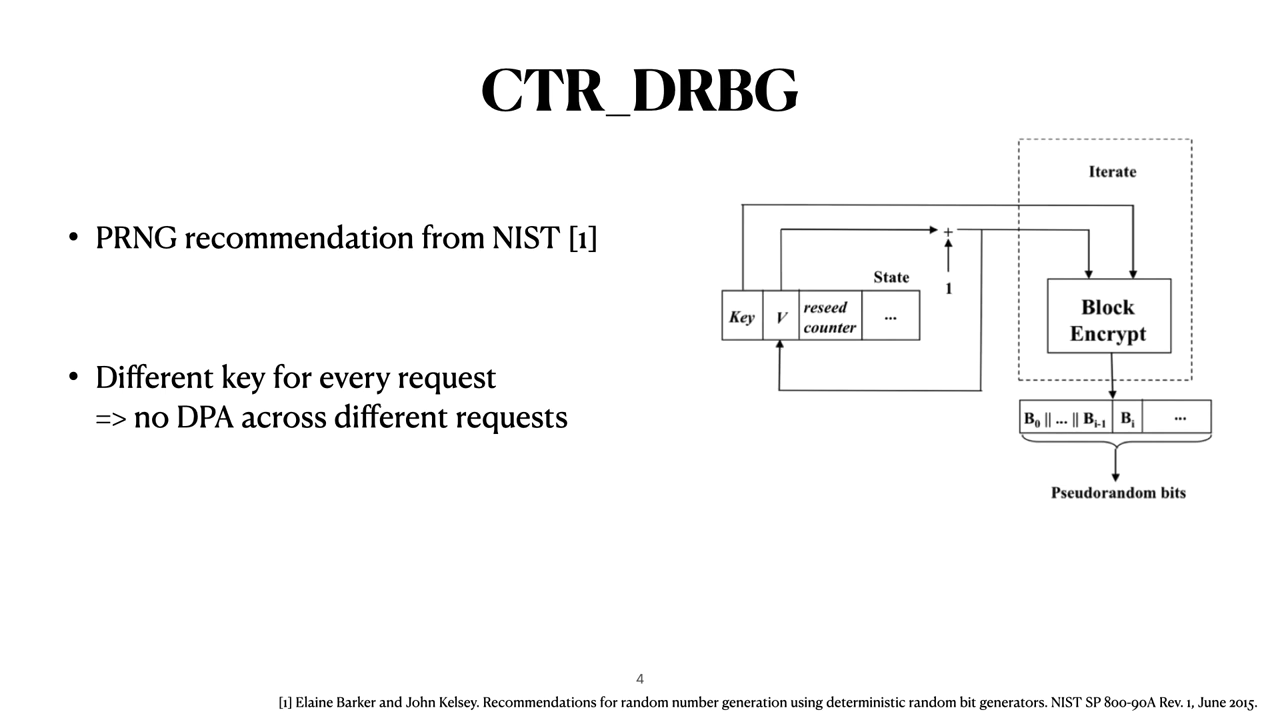 CTR_DRBG
• PRNG recommendation from NIST [1]
• Different key for every request
=> no DPA across different requests
Iterate
+
1
State
Key
V
reseed
counter
...
Block
Encrypt
B0 || ... || Bi-1
Bi
...
Pseudorandom bits
4
[1] Elaine Barker and John Kelsey. Recommendations for random number generation using deterministic random bit generators. NIST SP 800-90A Rev. 1, June 2015.